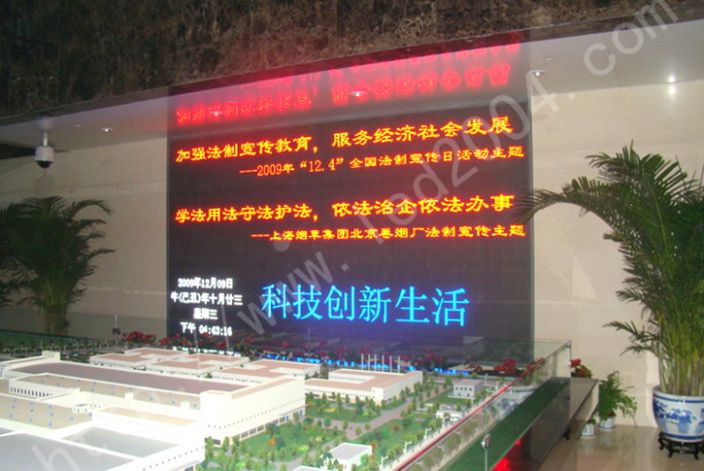 加强法制宣传教育，服务经济社会发展
---2009年“12.4”全国法制宣传日活动主题
学法用法守法护法，依法治企依法办事
---上海烟草集团北京卷烟厂法制宣传主题
2009年12月09日
牛(己丑)年十月廿三
星期三
下午 04:43:16
科技创新生活
www.led2004.com